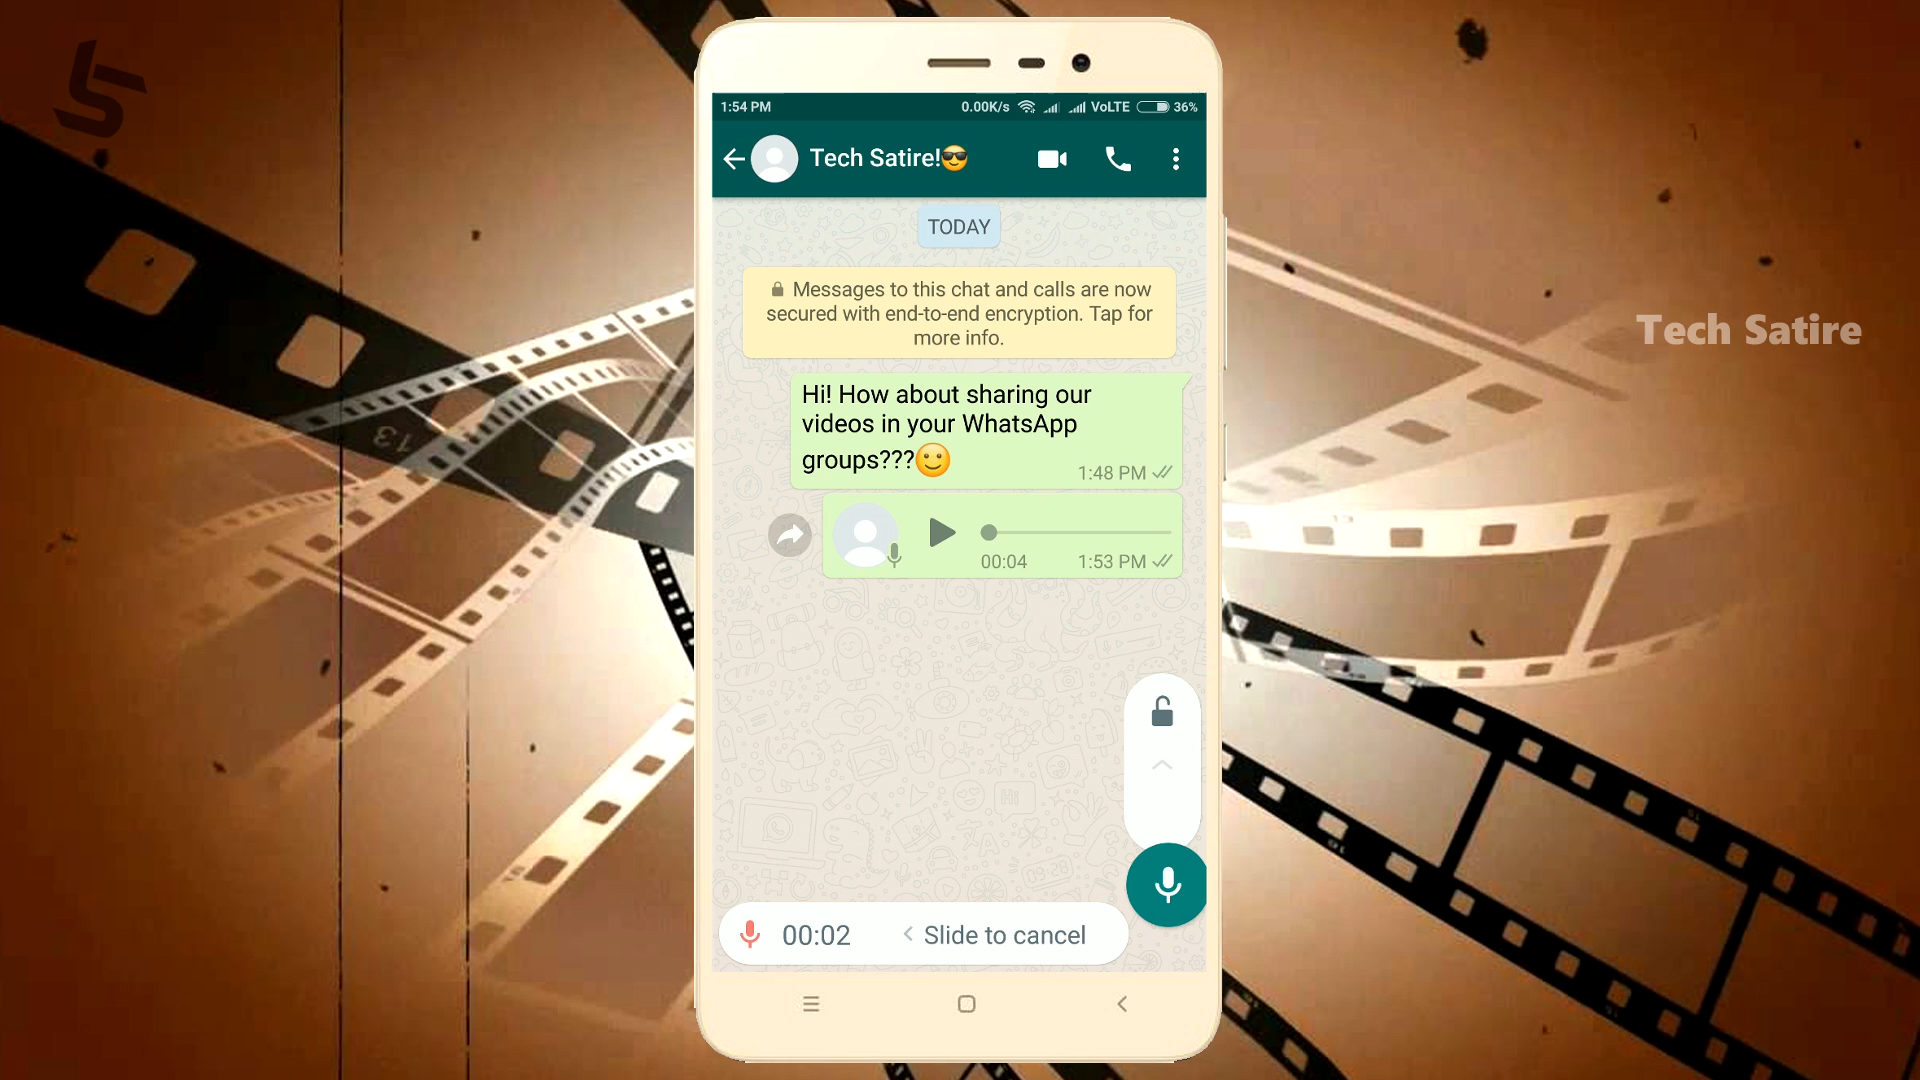 1:54 PM 0.00K/s VoLTE 36%
Tech Satire!😎
TODAY
Messages to this chat and calls are now
secured with end-to-end encryption. Tap for
more info.
Hi! How about sharing our
videos in your WhatsApp
groups???🙂
1:48 PM
00:04 1:53 PM
00:02 < Slide to cancel
Tech Satire
13